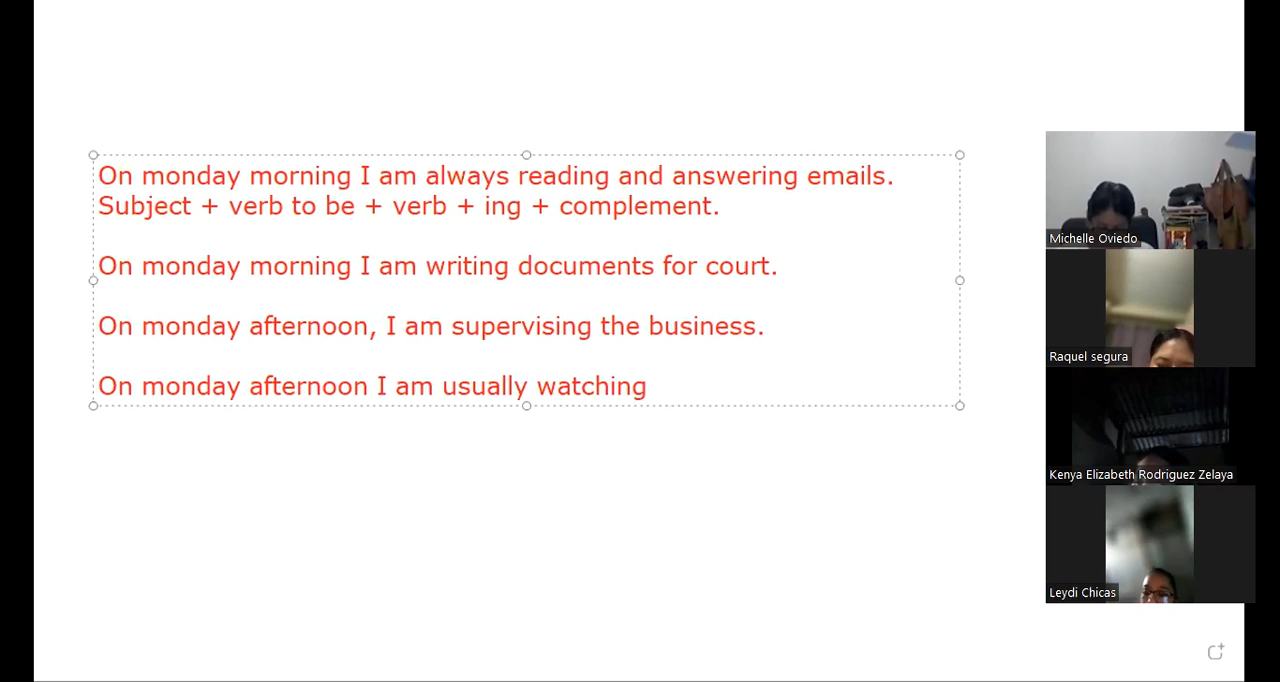 On monday morning I am always reading and answering emails.
Subject + verb to be + verb + ing + complement.
On monday morning I am writing documents for court.
On monday afternoon, I am supervising the business.
On monday afternoon I am usually watching
Michelle Oviedo
Raquel segura
Kenya Elizabeth Rodriguez Zelaya
Leydi Chicas